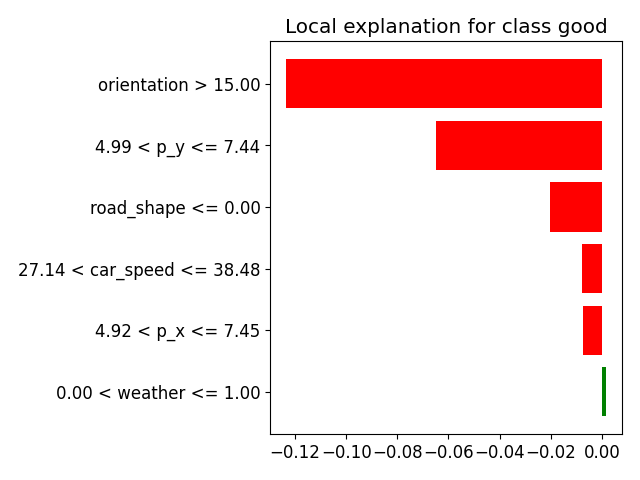 Local explanation for class good
orientation > 15.00
4.99 < p_y <= 7.44
road_shape <= 0.00
27.14 < car_speed <= 38.48
4.92 < p_x <= 7.45
0.00 < weather <= 1.00
−0.12 −0.10 −0.08 −0.06 −0.04 −0.02 0.00